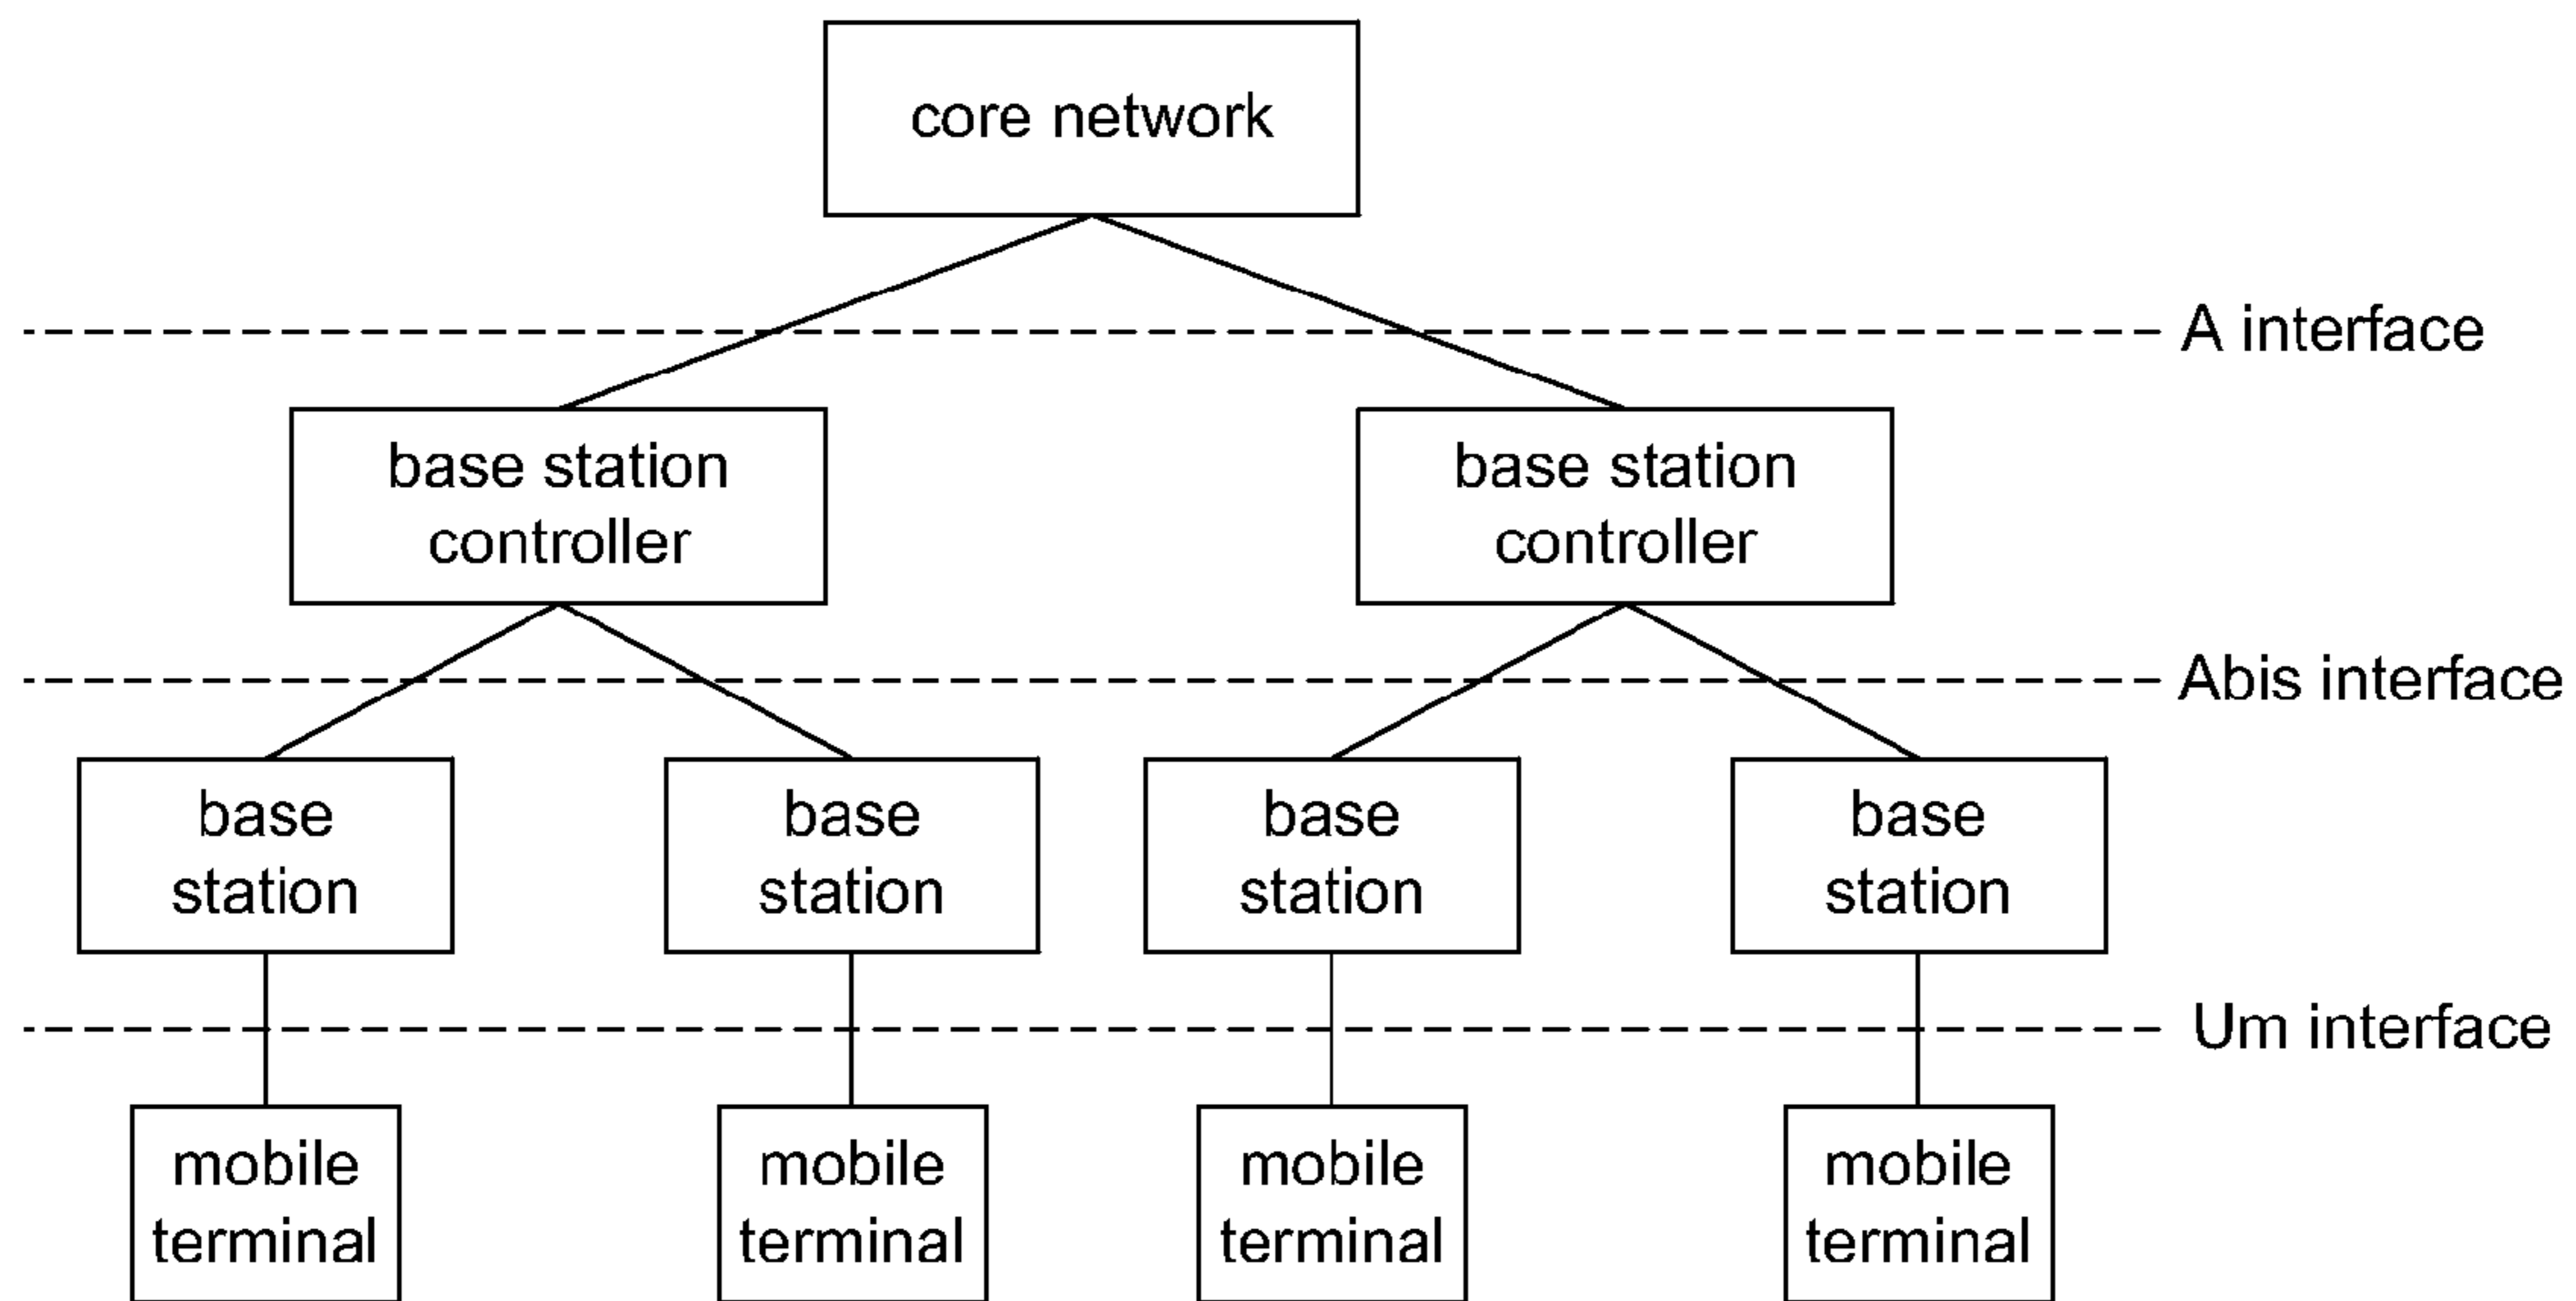 core network
A interface
base station
controller
base station
controller
Abis interface
base
station
base
station
base
station
base
station
Um interface
mobile
terminal
mobile
terminal
mobile
terminal
mobile
terminal